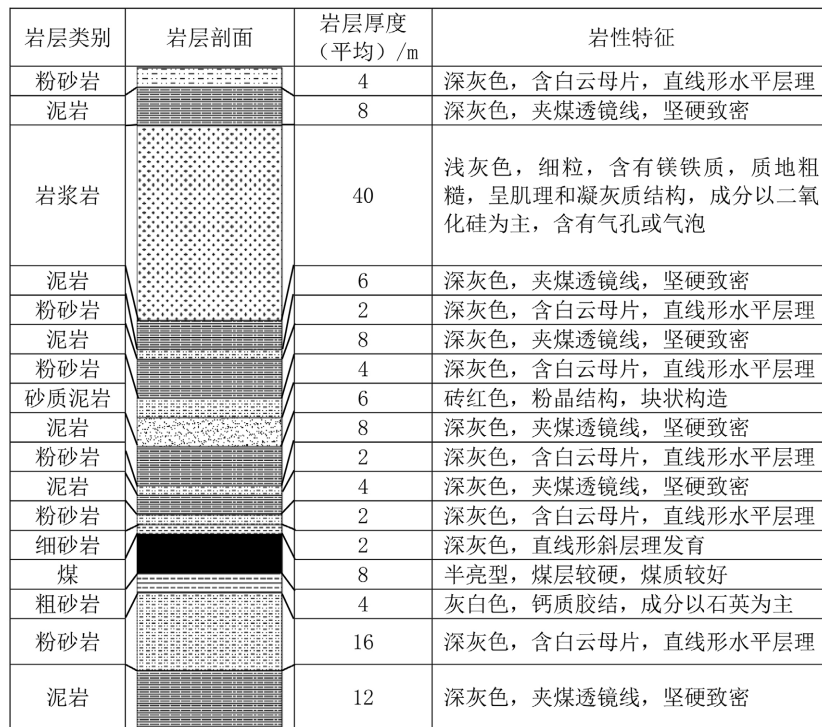 岩层类别 岩层剖面 岩层厚度 岩性特征
（平均）/m
粉砂岩 4 深灰色，含白云母片，直线形水平层理
泥岩 8 深灰色，夹煤透镜线，坚硬致密
岩浆岩 40 浅灰色，细粒，含有镁铁质，质地粗
糙，呈肌理和凝灰质结构，成分以二氧
化硅为主，含有气孔或气泡
泥岩 6 深灰色，夹煤透镜线，坚硬致密
粉砂岩 2 深灰色，含白云母片，直线形水平层理
泥岩 8 深灰色，夹煤透镜线，坚硬致密
粉砂岩 4 深灰色，含白云母片，直线形水平层理
砂质泥岩 6 砖红色，粉晶结构，块状构造
泥岩 8 深灰色，夹煤透镜线，坚硬致密
粉砂岩 2 深灰色，含白云母片，直线形水平层理
泥岩 4 深灰色，夹煤透镜线，坚硬致密
粉砂岩 2 深灰色，含白云母片，直线形水平层理
细砂岩 2 深灰色，直线形斜层理发育
煤 8 半亮型，煤层较硬，煤质较好
粗砂岩 4 灰白色，钙质胶结，成分以石英为主
粉砂岩 16 深灰色，含白云母片，直线形水平层理
泥岩 12 深灰色，夹煤透镜线，坚硬致密